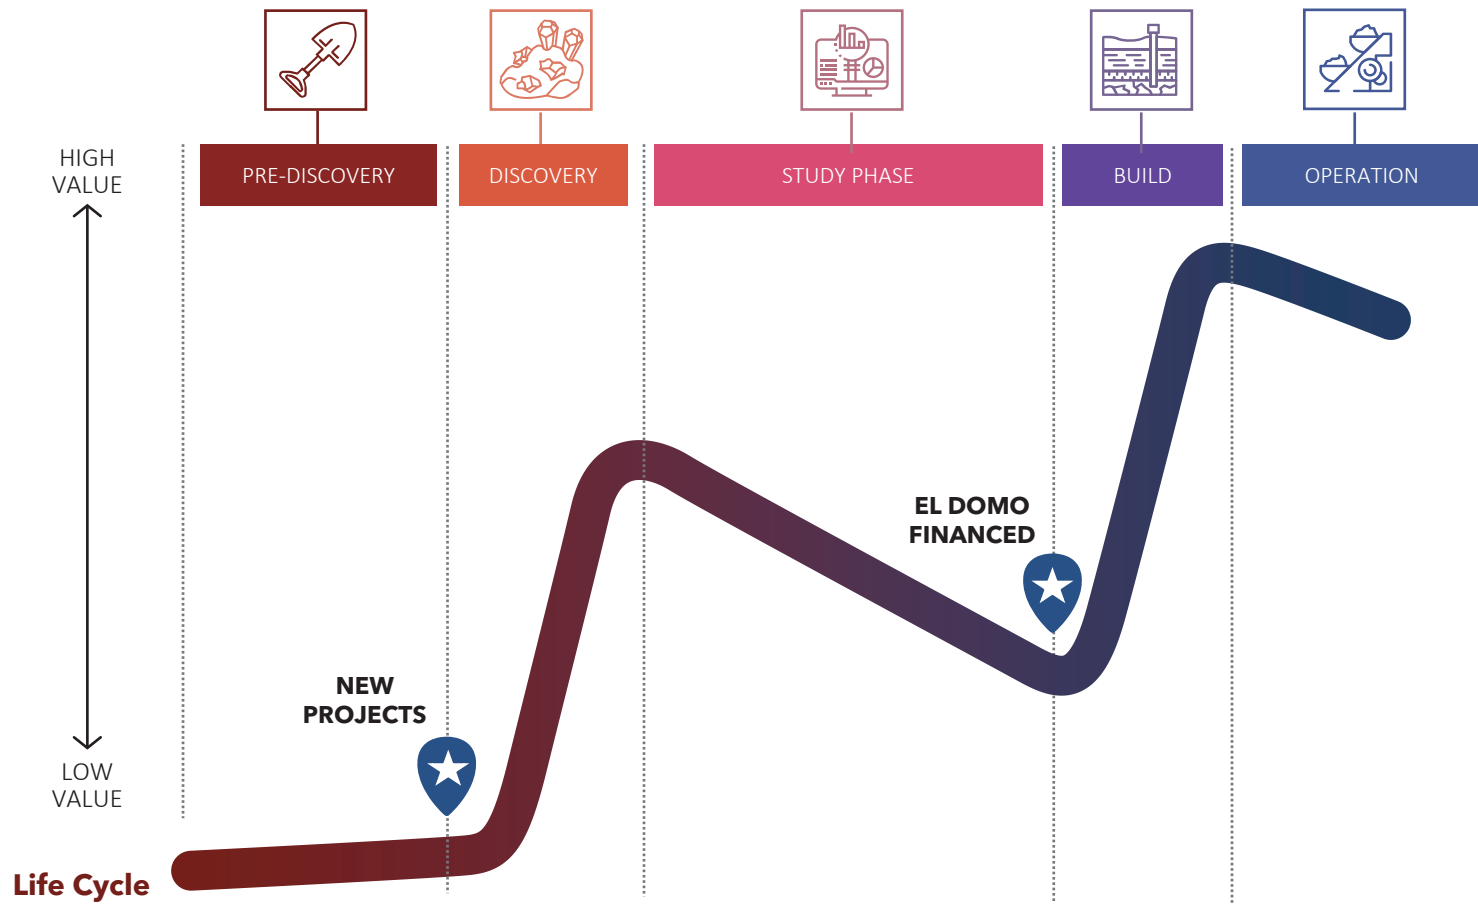 PRE-DISCOVERY
DISCOVERY
STUDY PHASE
BUILD
OPERATION
HIGH
VALUE
LOW
VALUE
NEW
PROJECTS
EL DOMO
FINANCED
Life Cycle